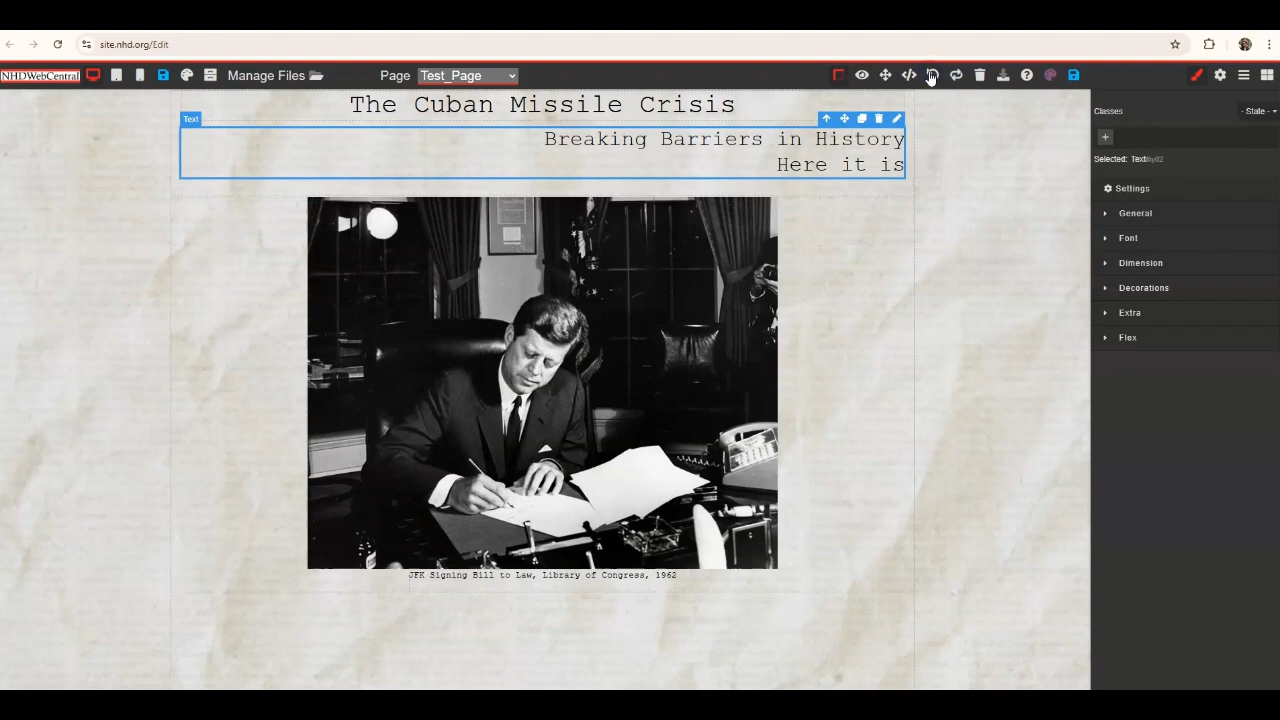 site.nhd.org/Edit
NHDWebCentral
Manage Files
Page
Test_Page
The Cuban Missile Crisis
Text
Breaking Barriers in History
Here it is
JFK Signing Bill to Law, Library of Congress, 1962
Classes
- State -
+
Selected: Text
Settings
General
Font
Dimension
Decorations
Extra
Flex